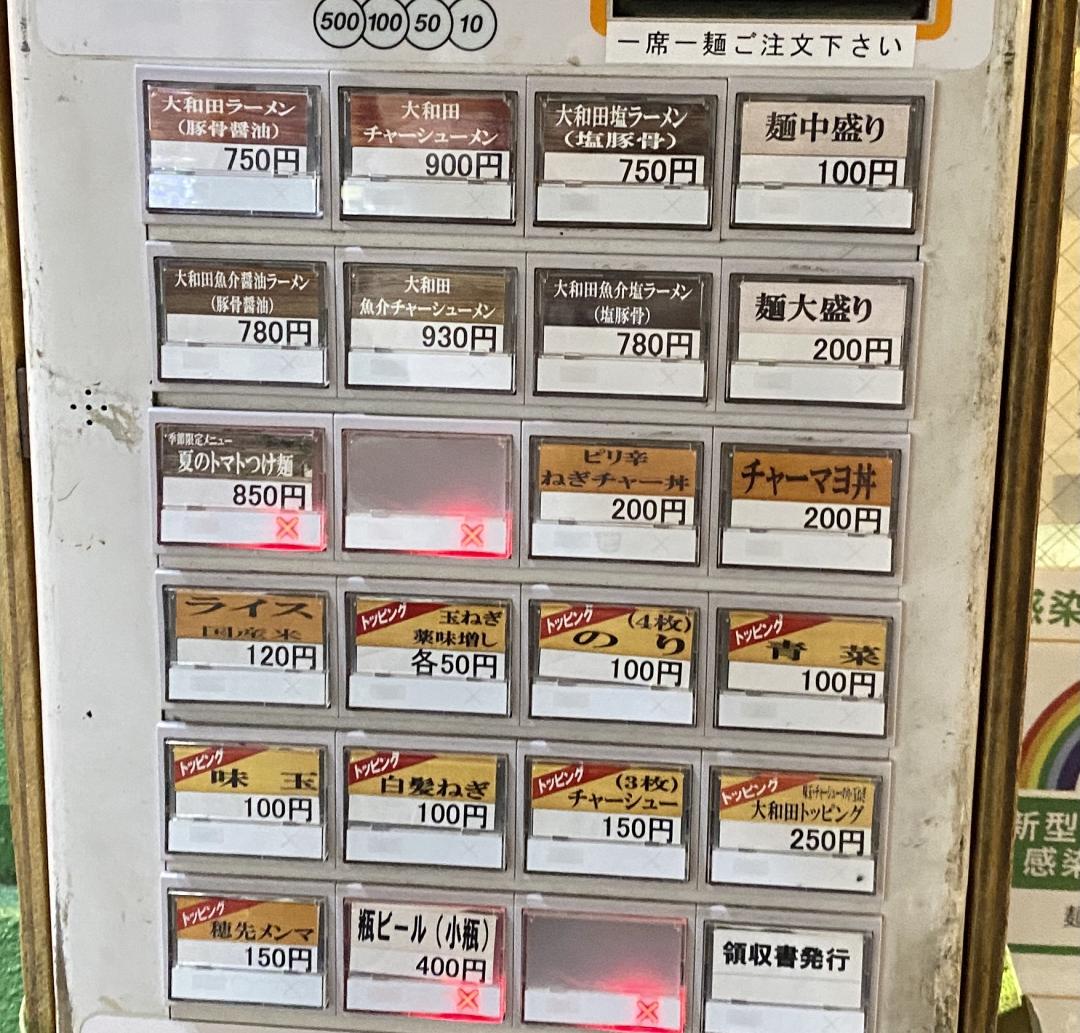 500 100 50 10
一席一麺ご注文下さい
大和田ラーメン
(豚骨醤油)
750円
大和田
チャーシューメン
900円
大和田塩ラーメン
(塩豚骨)
750円
麺中盛り
100円
大和田魚介醤油ラーメン
(豚骨醤油)
780円
大和田
魚介チャーシューメン
930円
大和田魚介塩ラーメン
(塩豚骨)
780円
麺大盛り
200円
季節限定メニュー
夏のトマトつけ麺
850円
×
×
ピリ辛
ねぎチャー丼
200円
チャーマヨ丼
200円
ライス
国産米
120円
トッピング
玉ねぎ
薬味増し
各50円
トッピング
(4枚)
のり
100円
トッピング
青菜
100円
トッピング
味玉
100円
トッピング
白髪ねぎ
100円
トッピング
(3枚)
チャーシュー
150円
トッピング
大和田トッピング
250円
トッピング
穂先メンマ
150円
瓶ビール(小瓶)
400円
×
×
領収書発行
感染
新型
感染
麺